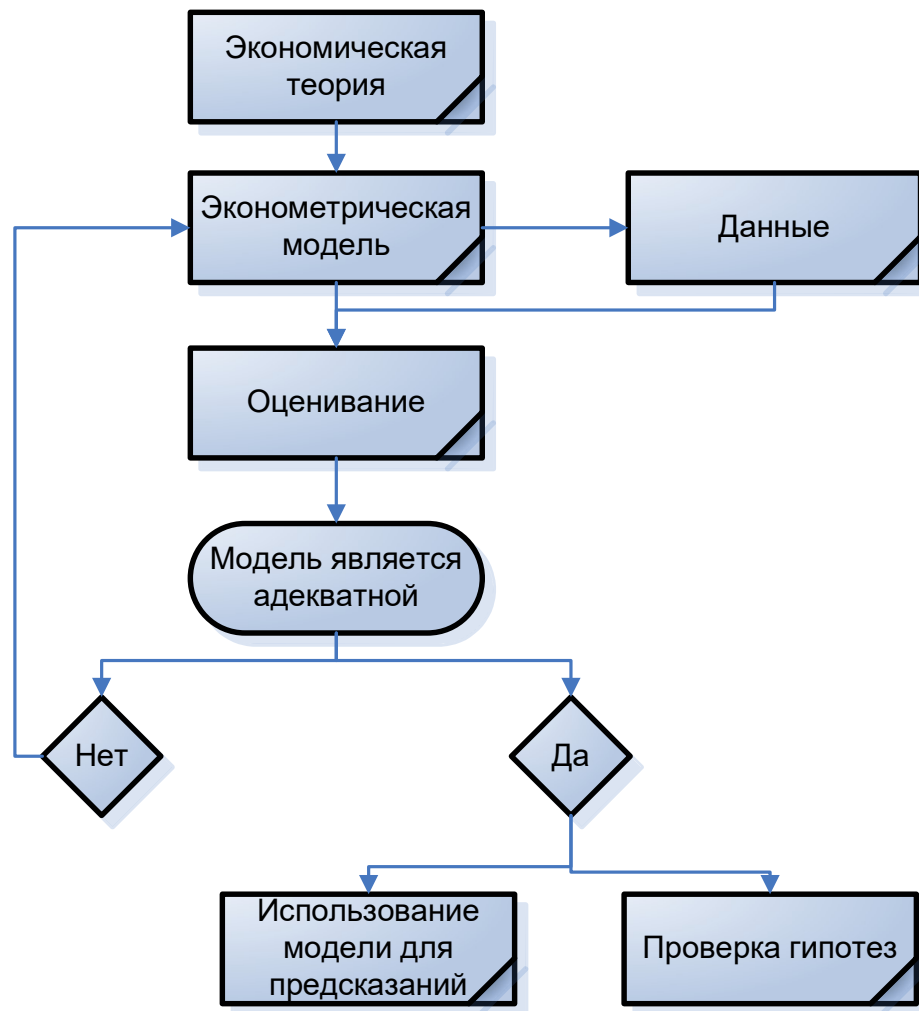 Экономическая
теория
Эконометрическая
модель
Данные
Оценивание
Модель является
адекватной
Нет
Да
Использование
модели для
предсказаний
Проверка гипотез